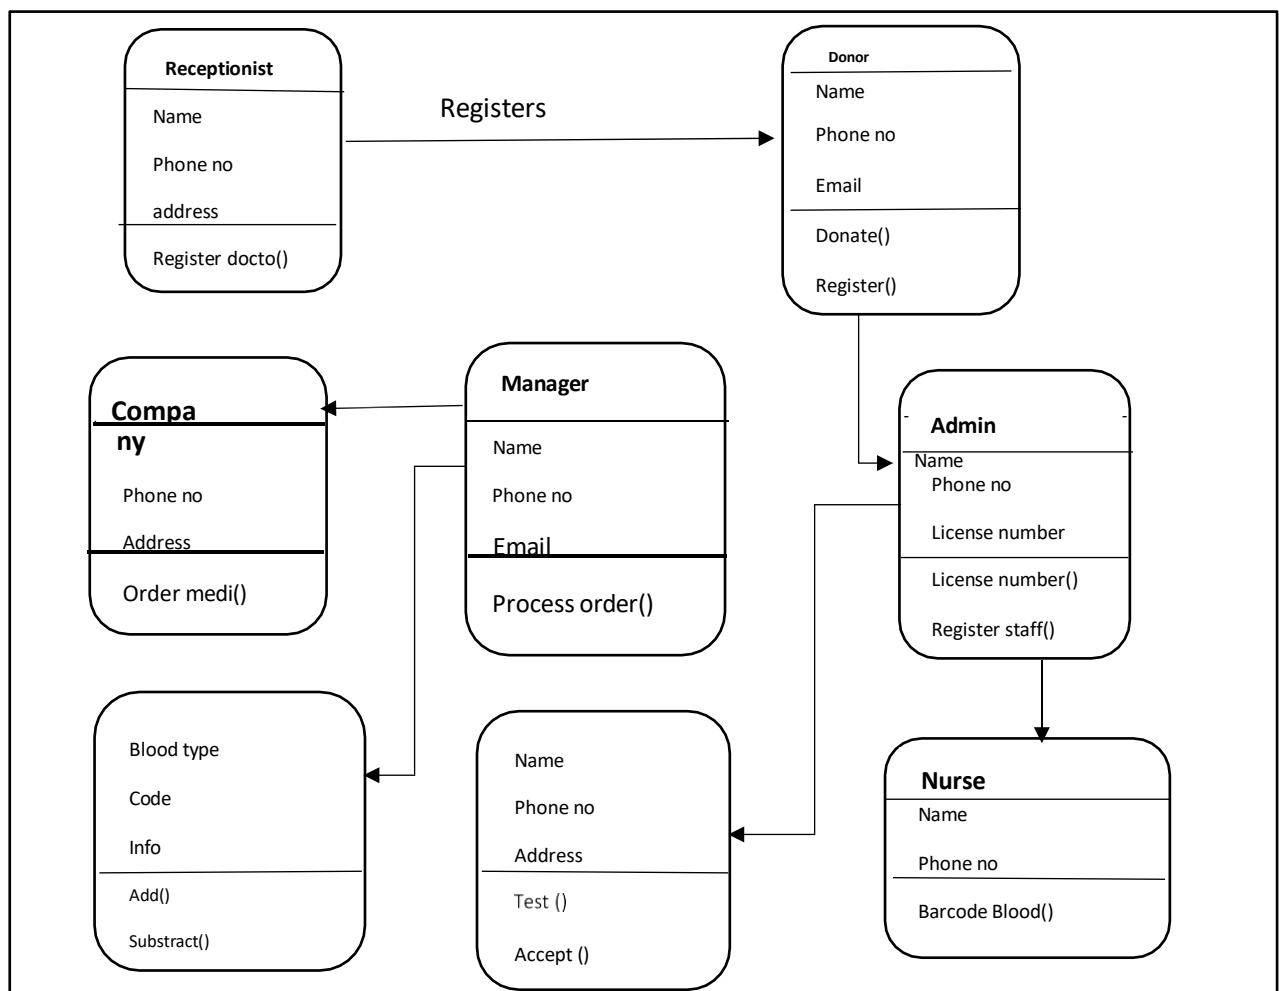 Receptionist
Name
Phone no
address
Register docto()
Registers
Donor
Name
Phone no
Email
Donate()
Register()
Compa
ny
Phone no
Address
Order medi()
Manager
Name
Phone no
Email
Process order()
Admin
Name
Phone no
License number
License number()
Register staff()
Blood type
Code
Info
Add()
Substract()
Name
Phone no
Address
Test ()
Accept ()
Nurse
Name
Phone no
Barcode Blood()